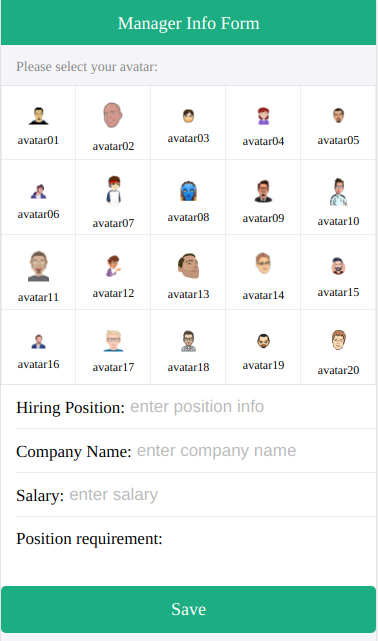 Manager Info Form
Please select your avatar:
avatar01 avatar02 avatar03 avatar04 avatar05
avatar06 avatar07 avatar08 avatar09 avatar10
avatar11 avatar12 avatar13 avatar14 avatar15
avatar16 avatar17 avatar18 avatar19 avatar20
Hiring Position: enter position info
Company Name: enter company name
Salary: enter salary
Position requirement:
Save